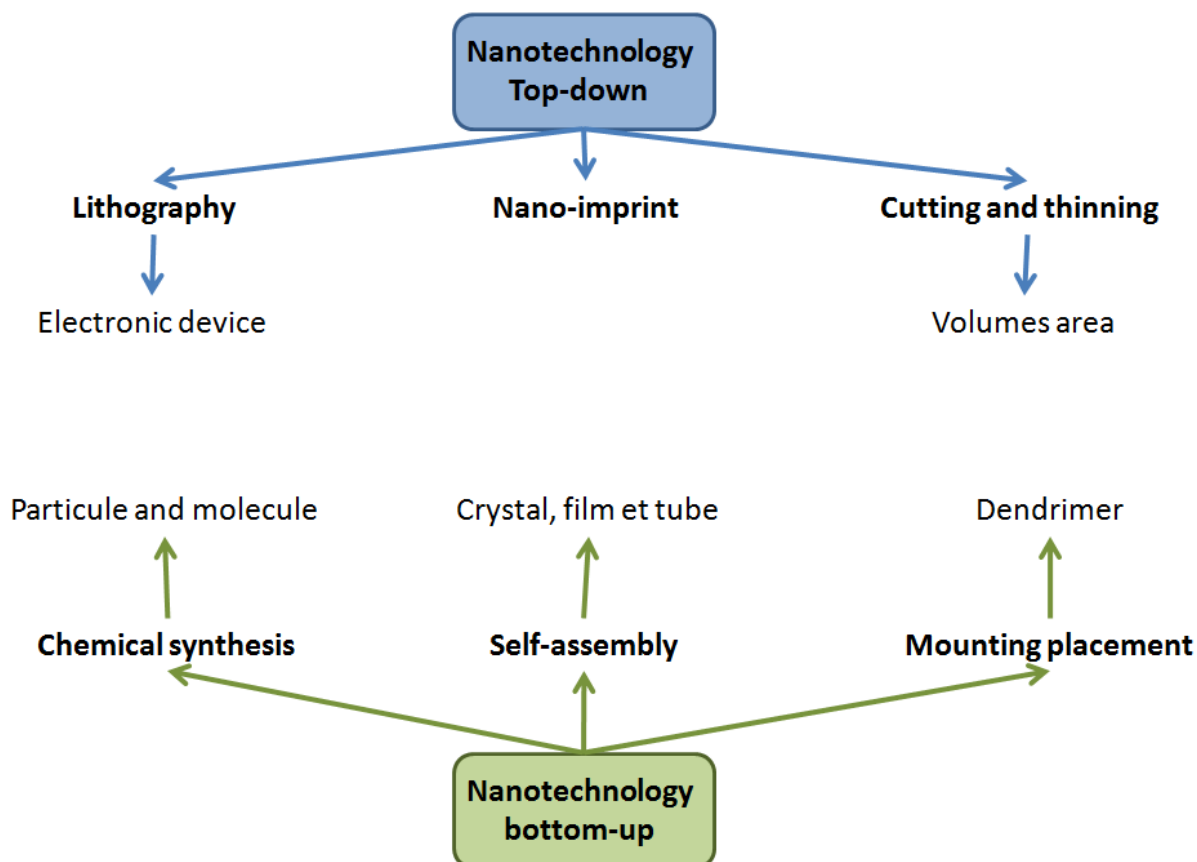 Nanotechnology
Top-down
Lithography
Nano-imprint
Cutting and thinning
Electronic device
Volumes area
Particule and molecule
Crystal, film et tube
Dendrimer
Chemical synthesis
Self-assembly
Mounting placement
Nanotechnology
bottom-up